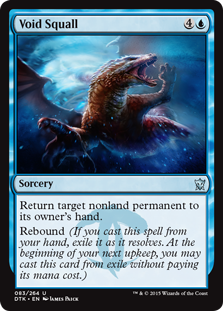 Void Squall 4
Sorcery
Return target nonland permanent to
its owner's hand.
Rebound (If you cast this spell from
your hand, exile it as it resolves. At the
beginning of your next upkeep, you may
cast this card from exile without paying
its mana cost.)
083/264 U
DTK • EN James Paick
™ & © 2015 Wizards of the Coast